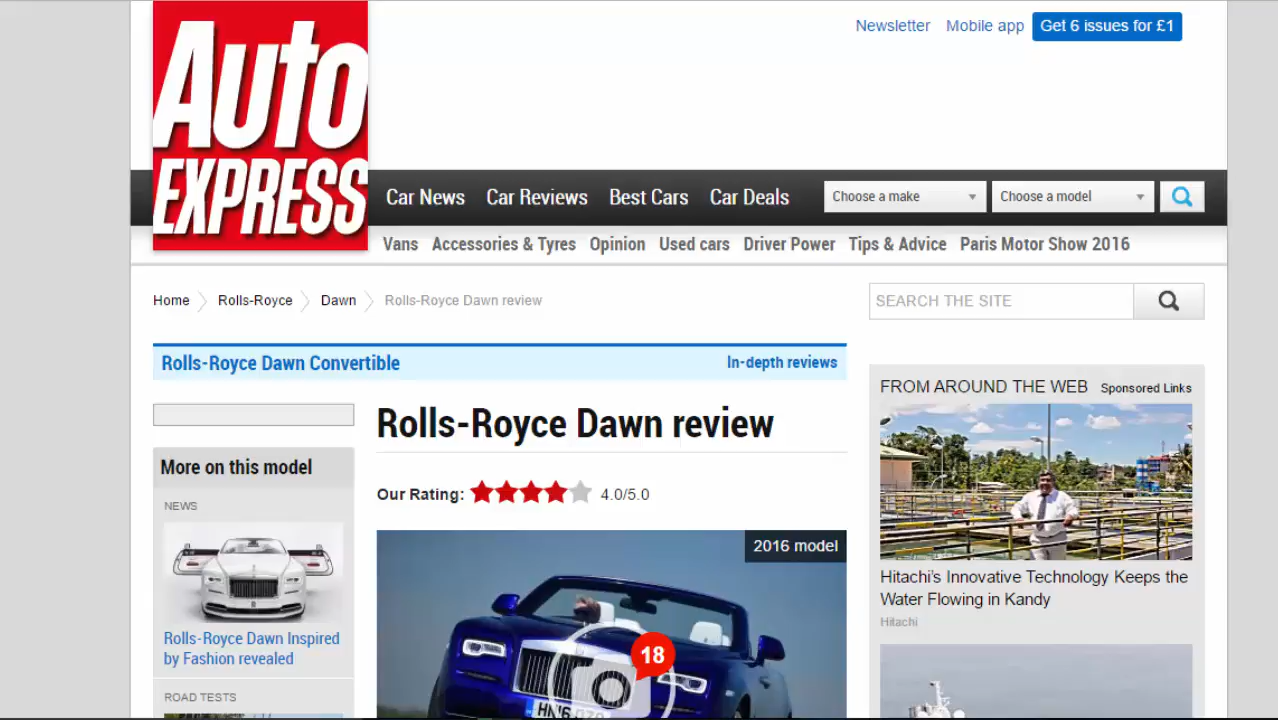 Newsletter Mobile app Get 6 issues for £1
Auto
EXPRESS
Car News Car Reviews Best Cars Car Deals Choose a make Choose a model
Vans Accessories & Tyres Opinion Used cars Driver Power Tips & Advice Paris Motor Show 2016
Home Rolls-Royce Dawn Rolls-Royce Dawn review
SEARCH THE SITE
Rolls-Royce Dawn Convertible In-depth reviews
Rolls-Royce Dawn review
Our Rating: 4.0/5.0
2016 model
18
More on this model
NEWS
Rolls-Royce Dawn Inspired
by Fashion revealed
ROAD TESTS
FROM AROUND THE WEB Sponsored Links
Hitachi's Innovative Technology Keeps the
Water Flowing in Kandy
Hitachi